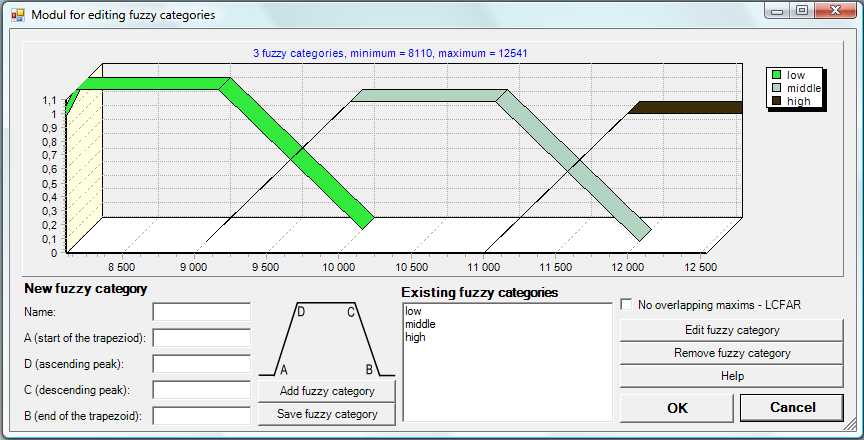 Modul for editing fuzzy categories
3 fuzzy categories, minimum = 8110, maximum = 12541
low
middle
high
1,1
1
0,9
0,8
0,7
0,6
0,5
0,4
0,3
0,2
0,1
0
8 500 9 000 9 500 10 000 10 500 11 000 11 500 12 000 12 500
New fuzzy category
Name:
A (start of the trapeziod):
D (ascending peak):
C (descending peak):
B (end of the trapezoid):
D C
A B
Add fuzzy category
Save fuzzy category
Existing fuzzy categories
low
middle
high
No overlapping maxims - LCFAR
Edit fuzzy category
Remove fuzzy category
Help
OK Cancel